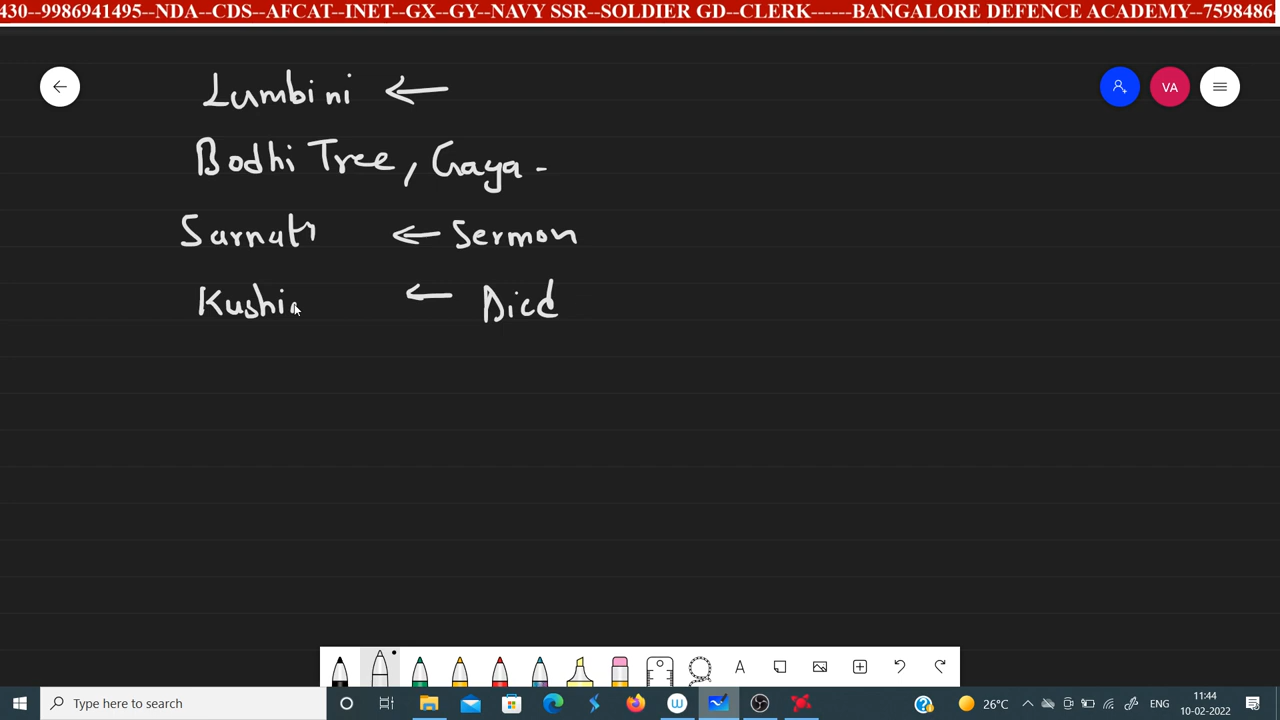 430--9986941495--NDA--CDS--AFCAT--INET--GX--GY--NAVY SSR--SOLDIER GD--CLERK------BANGALORE DEFENCE ACADEMY--7598486
Lumbini ←
VA
Bodhi Tree, Gaya -
Sarnath ← Sermon
Kushin ← Died
A
Type here to search
26°C
ENG
11:44
10-02-2022